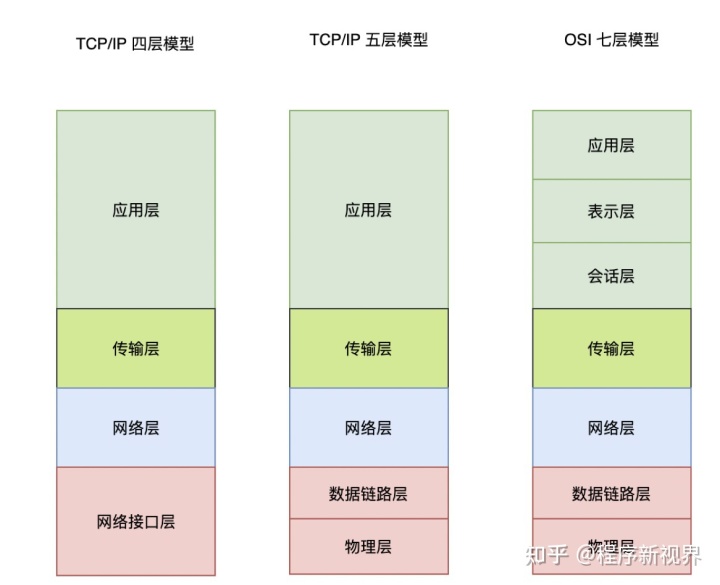 TCP/IP 四层模型
应用层
传输层
网络层
网络接口层
TCP/IP 五层模型
应用层
传输层
网络层
数据链路层
物理层
OSI 七层模型
应用层
表示层
会话层
传输层
网络层
数据链路层
物理层
知乎 @程序新视界